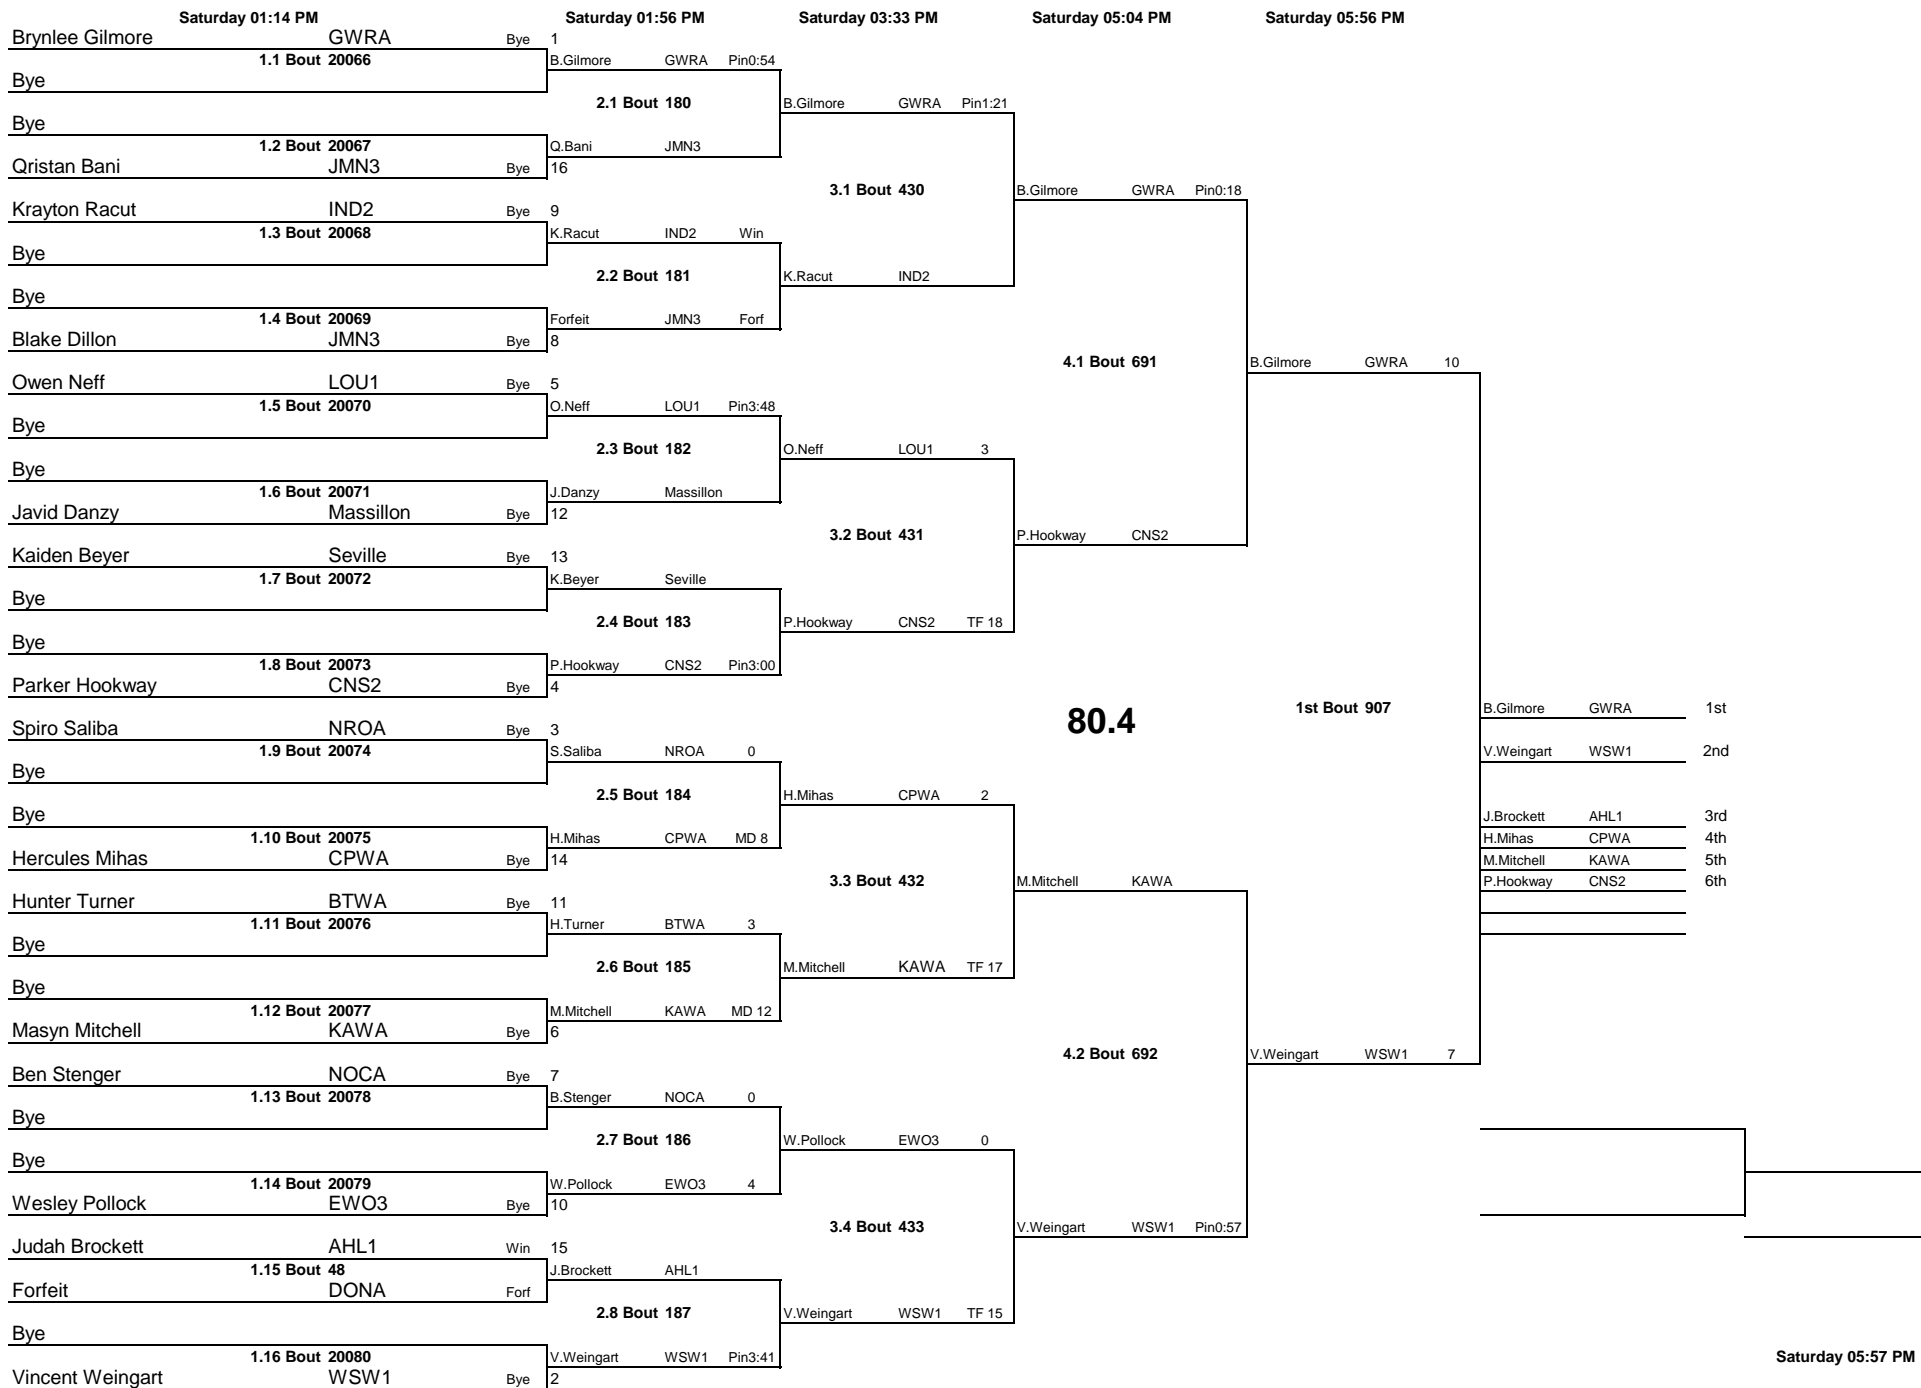 Saturday 01:14 PM Saturday 01:56 PM Saturday 03:33 PM Saturday 05:04 PM Saturday 05:56 PM
Brynlee Gilmore GWRA Bye 1
1.1 Bout 20066 B.Gilmore GWRA Pin0:54
Bye
2.1 Bout 180 B.Gilmore GWRA Pin1:21
Bye
1.2 Bout 20067 Q.Bani JMN3
Qristan Bani JMN3 Bye 16
3.1 Bout 430 B.Gilmore GWRA Pin0:18
Krayton Racut IND2 Bye 9
1.3 Bout 20068 K.Racut IND2 Win
Bye
2.2 Bout 181 K.Racut IND2
Bye
1.4 Bout 20069 Forfeit JMN3 Forf
Blake Dillon JMN3 Bye 8
4.1 Bout 691 B.Gilmore GWRA 10
Owen Neff LOU1 Bye 5
1.5 Bout 20070 O.Neff LOU1 Pin3:48
Bye
2.3 Bout 182 O.Neff LOU1 3
Bye
1.6 Bout 20071 J.Danzy Massillon
Javid Danzy Massillon Bye 12
3.2 Bout 431 P.Hookway CNS2
Kaiden Beyer Seville Bye 13
1.7 Bout 20072 K.Beyer Seville
Bye
2.4 Bout 183 P.Hookway CNS2 TF 18
Bye
1.8 Bout 20073 P.Hookway CNS2 Pin3:00
Parker Hookway CNS2 Bye 4
80.4 1st Bout 907 B.Gilmore GWRA 1st
Spiro Saliba NROA Bye 3
1.9 Bout 20074 S.Saliba NROA 0 V.Weingart WSW1 2nd
Bye
2.5 Bout 184 H.Mihas CPWA 2
Bye J.Brockett AHL1 3rd
1.10 Bout 20075 H.Mihas CPWA MD 8 H.Mihas CPWA 4th
Hercules Mihas CPWA Bye 14 M.Mitchell KAWA 5th
3.3 Bout 432 M.Mitchell KAWA P.Hookway CNS2 6th
Hunter Turner BTWA Bye 11
1.11 Bout 20076 H.Turner BTWA 3
Bye
2.6 Bout 185 M.Mitchell KAWA TF 17
Bye
1.12 Bout 20077 M.Mitchell KAWA MD 12
Masyn Mitchell KAWA Bye 6
4.2 Bout 692 V.Weingart WSW1 7
Ben Stenger NOCA Bye 7
1.13 Bout 20078 B.Stenger NOCA 0
Bye
2.7 Bout 186 W.Pollock EWO3 0
Bye
1.14 Bout 20079 W.Pollock EWO3 4
Wesley Pollock EWO3 Bye 10
3.4 Bout 433 V.Weingart WSW1 Pin0:57
Judah Brockett AHL1 Win 15
1.15 Bout 48 J.Brockett AHL1
Forfeit DONA Forf
2.8 Bout 187 V.Weingart WSW1 TF 15
Bye
1.16 Bout 20080 V.Weingart WSW1 Pin3:41 Saturday 05:57 PM
Vincent Weingart WSW1 Bye 2